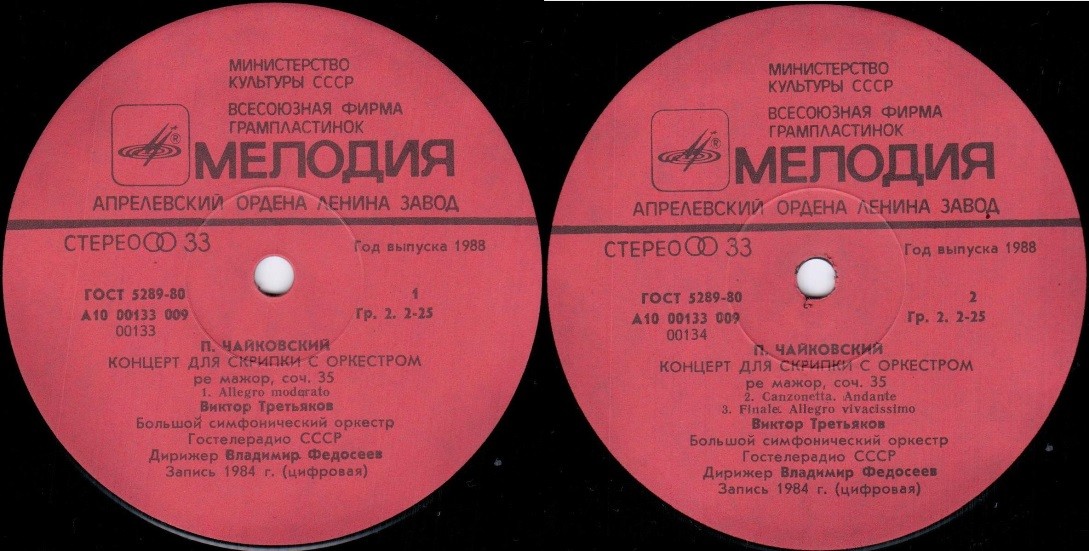 МИНИСТЕРСТВО
КУЛЬТУРЫ СССР
ВСЕСОЮЗНАЯ ФИРМА
ГРАМПЛАСТИНОК
®
МЕЛОДИЯ
АПРЕЛЕВСКИЙ ОРДЕНА ЛЕНИНА ЗАВОД
СТЕРЕО 33 Год выпуска 1988
ГОСТ 5289-80 1
А10 00133 009 Гр. 2. 2-25
00133
П. ЧАЙКОВСКИЙ
КОНЦЕРТ ДЛЯ СКРИПКИ С ОРКЕСТРОМ
ре мажор, соч. 35
1. Allegro moderato
Виктор Третьяков
Большой симфонический оркестр
Гостелерадио СССР
Дирижер Владимир Федосеев
Запись 1984 г. (цифровая)
МИНИСТЕРСТВО
КУЛЬТУРЫ СССР
ВСЕСОЮЗНАЯ ФИРМА
ГРАМПЛАСТИНОК
®
МЕЛОДИЯ
АПРЕЛЕВСКИЙ ОРДЕНА ЛЕНИНА ЗАВОД
СТЕРЕО 33 Год выпуска 1988
ГОСТ 5289-80 2
А10 00133 009 Гр. 2. 2-25
00134
П. ЧАЙКОВСКИЙ
КОНЦЕРТ ДЛЯ СКРИПКИ С ОРКЕСТРОМ
ре мажор, соч. 35
2. Canzonetta. Andante
3. Finale. Allegro vivacissimo
Виктор Третьяков
Большой симфонический оркестр
Гостелерадио СССР
Дирижер Владимир Федосеев
Запись 1984 г. (цифровая)